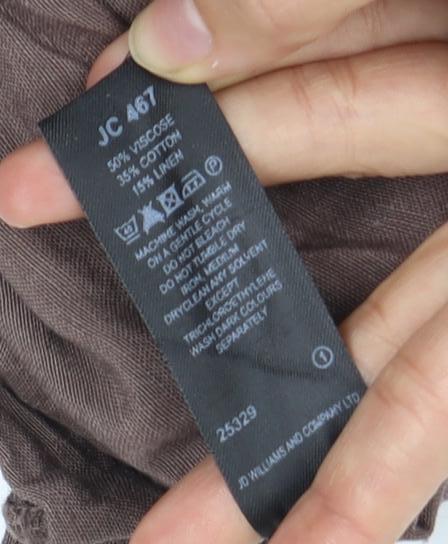 JC 467
50% VISCOSE
35% COTTON
15% LINEN
40 P
MACHINE WASH, WARM
ON A GENTLE CYCLE
DO NOT BLEACH
DO NOT TUMBLE DRY
IRON MEDIUM
DRYCLEAN ANY SOLVENT
EXCEPT
TRICHLOROETHYLENE
WASH DARK COLOURS
SEPARATELY
1
25329
JD WILLIAMS AND COMPANY LTD